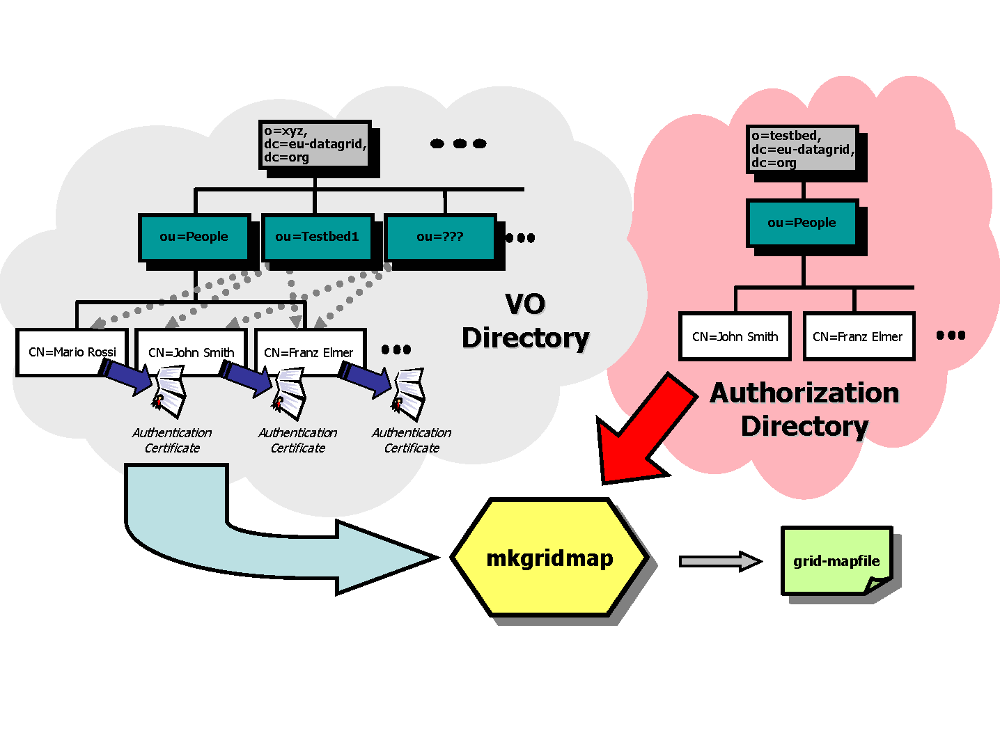 o=xyz,
dc=eu-datagrid,
dc=org
ou=People
ou=Testbed1
ou=???
VO
Directory
CN=Mario Rossi
CN=John Smith
CN=Franz Elmer
Authentication
Certificate
Authentication
Certificate
Authentication
Certificate
o=testbed,
dc=eu-datagrid,
dc=org
ou=People
CN=John Smith
CN=Franz Elmer
Authorization
Directory
mkgridmap
grid-mapfile